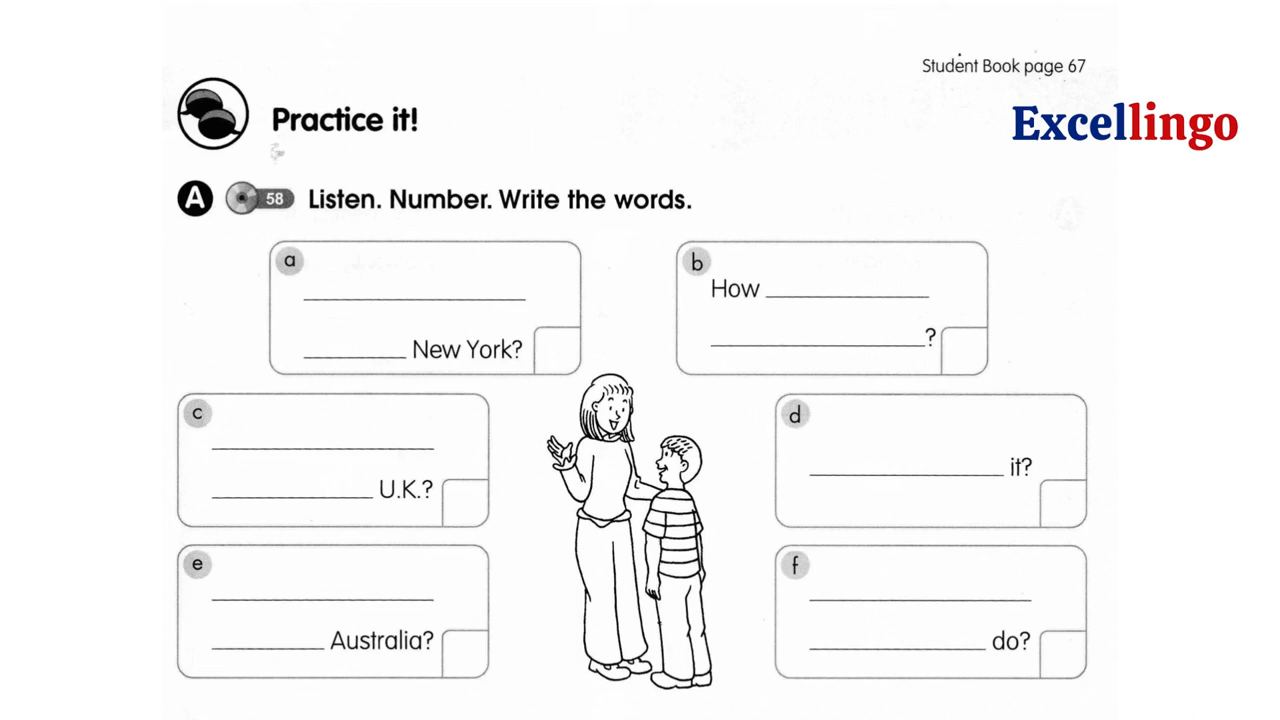 Student Book page 67
Practice it!
Excellingo
A 58 Listen. Number. Write the words.
a
New York?
b
How
?
c
U.K.?
d
it?
e
Australia?
f
do?